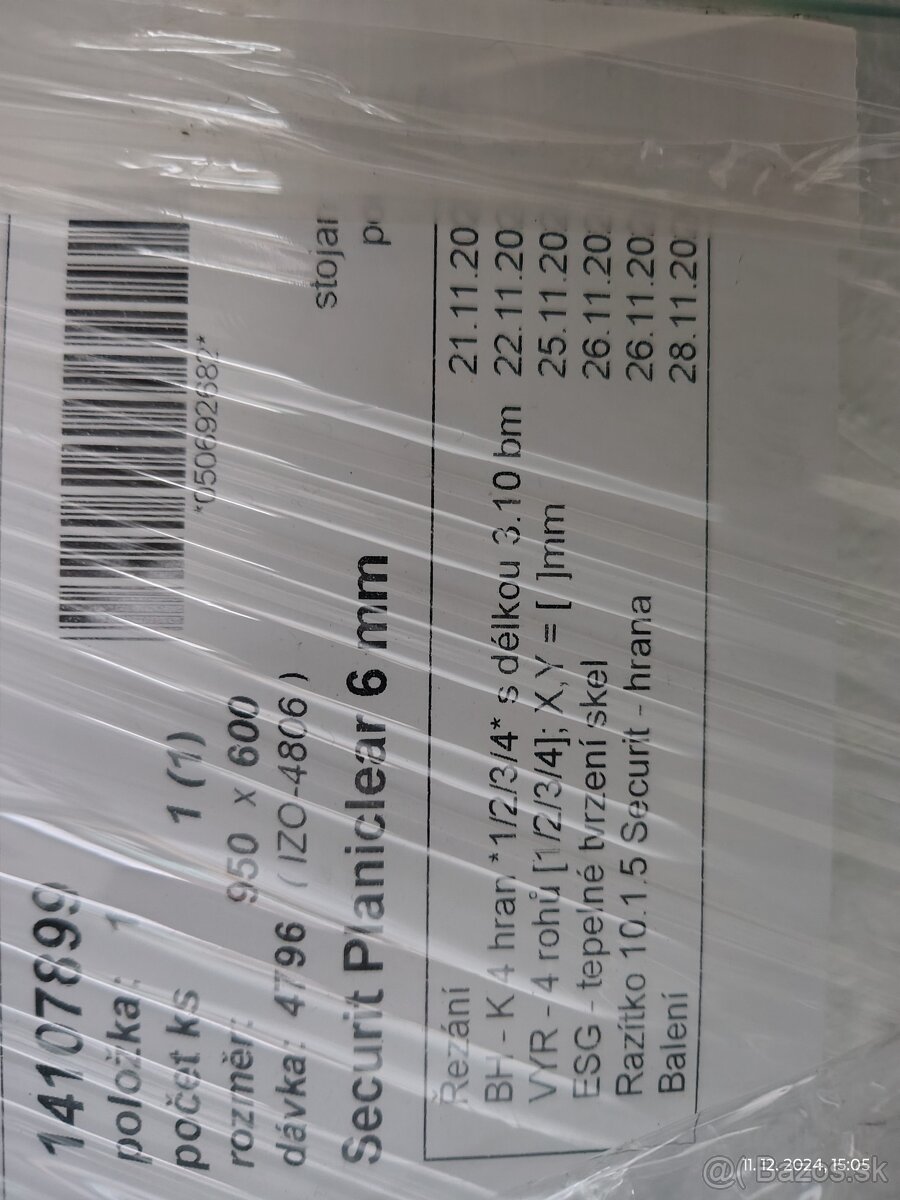 14107899
položka: 1
počet ks 1 (1)
*050692682*
rozměr: 950 x 600
dávka: 4796 ( IZO-4806 )
stojan
Securit Planiclear 6 mm
Řezání 21.11.20
BH - K 4 hran *1/2/3/4* s délkou 3.10 bm 22.11.20
VYR - 4 rohů [1/2/3/4]; X,Y = [ ]mm 25.11.20
ESG - tepelné tvrzení skel 26.11.20
Razítko 10.1.5 Securit - hrana 26.11.20
Balení 28.11.20
11. 12. 2024, 15:05
Bazos.sk